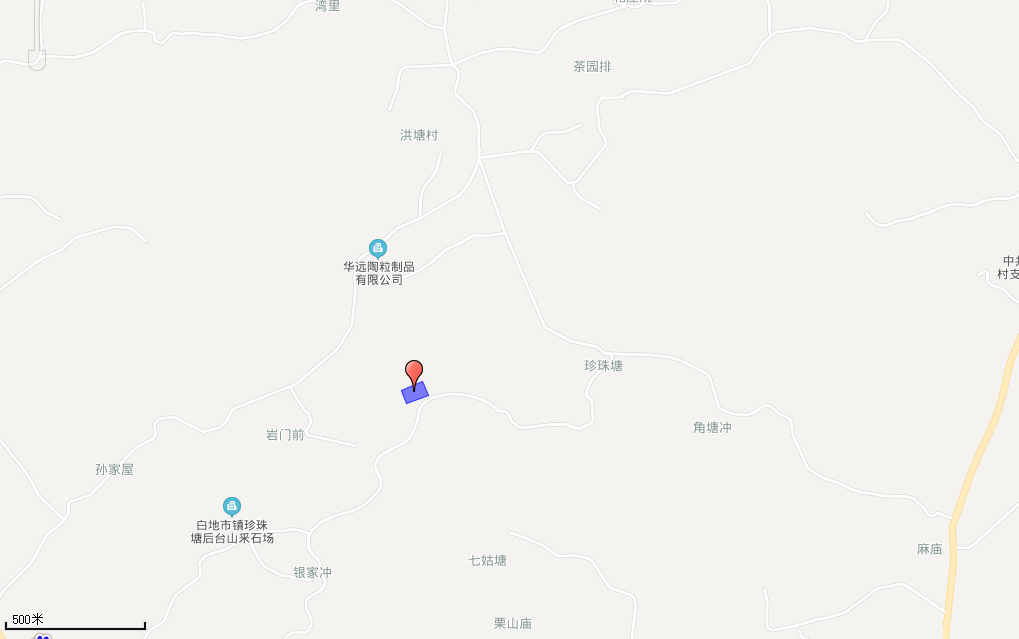 湾里
茶园排
洪塘村
华远陶粒制品
有限公司
珍珠塘
角塘冲
岩门前
孙家屋
白地市镇珍珠
塘后台山采石场
麻庙
七姑塘
银家冲
栗山庙
500米